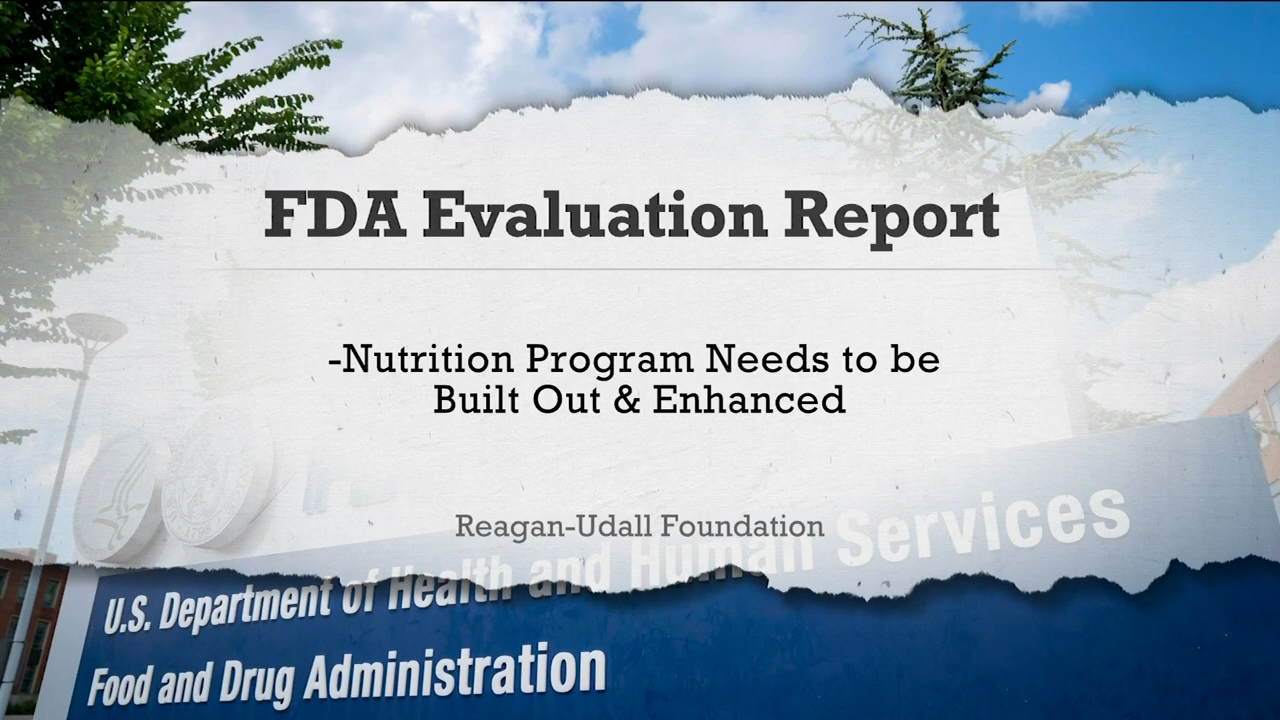 FDA Evaluation Report
-Nutrition Program Needs to be
Built Out & Enhanced
Reagan-Udall Foundation
U.S. Department of Health and Human Services
Food and Drug Administration